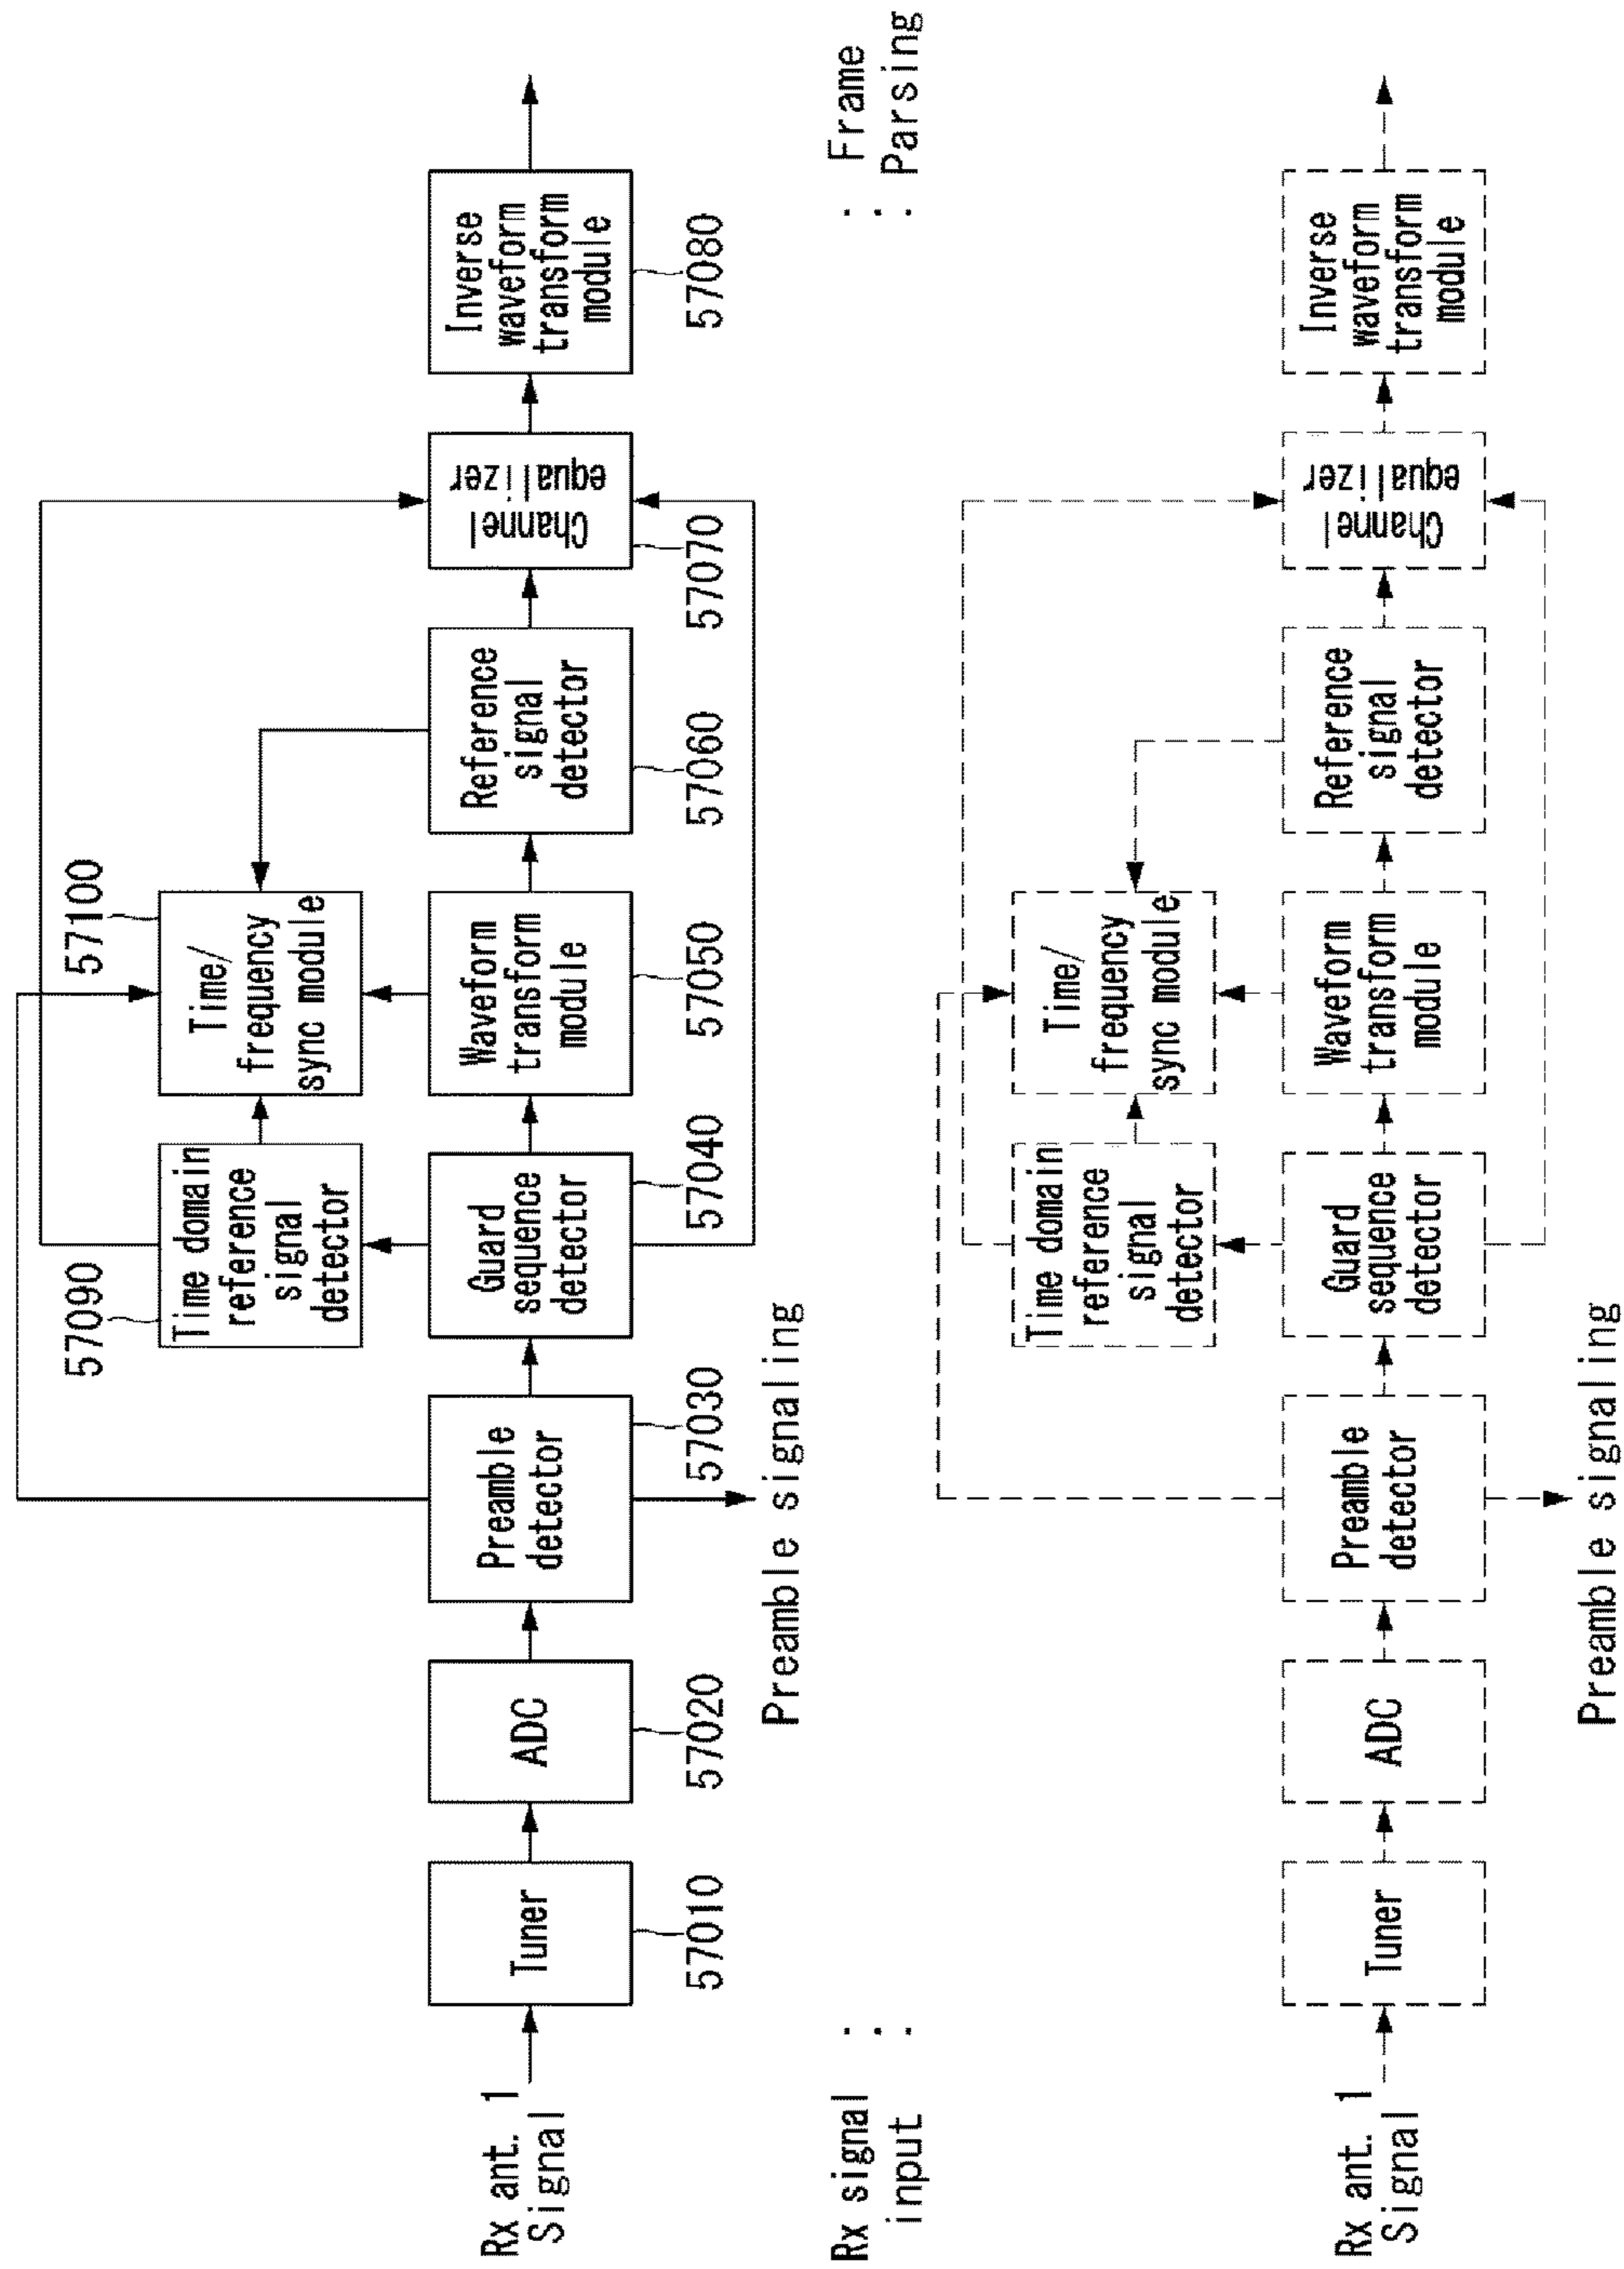 57090
57100
Time domain
reference
signal
detector
Time/
frequency
sync module
Rx ant. 1
Signal
Tuner
ADC
Preamble
detector
Guard
sequence
detector
Waveform
transform
module
Reference
signal
detector
Channel
equalizer
Inverse
waveform
transform
module
57010
57020
57030
57040
57050
57060
57070
57080
Preamble signaling
Rx signal
input
⋮
⋮
Frame
Parsing
Time domain
reference
signal
detector
Time/
frequency
sync module
Rx ant. 1
Signal
Tuner
ADC
Preamble
detector
Guard
sequence
detector
Waveform
transform
module
Reference
signal
detector
Channel
equalizer
Inverse
waveform
transform
module
Preamble signaling